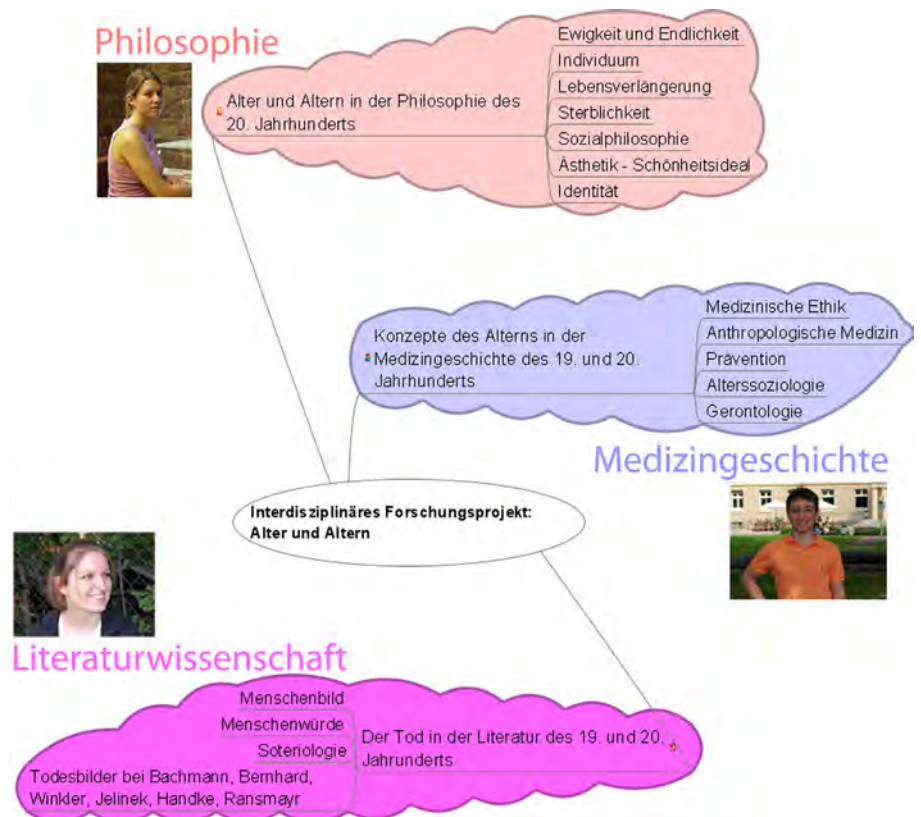 Philosophie
Alter und Altern in der Philosophie des
20. Jahrhunderts
Ewigkeit und Endlichkeit
Individuum
Lebensverlängerung
Sterblichkeit
Sozialphilosophie
Ästhetik - Schönheitsideal
Identität
Konzepte des Alterns in der
Medizingeschichte des 19. und 20.
Jahrhunderts
Medizinische Ethik
Anthropologische Medizin
Prävention
Alterssoziologie
Gerontologie
Medizingeschichte
Interdisziplinäres Forschungsprojekt:
Alter und Altern
Literaturwissenschaft
Menschenbild
Menschenwürde
Soteriologie
Todesbilder bei Bachmann, Bernhard,
Winkler, Jelinek, Handke, Ransmayr
Der Tod in der Literatur des 19. und 20.
Jahrunderts